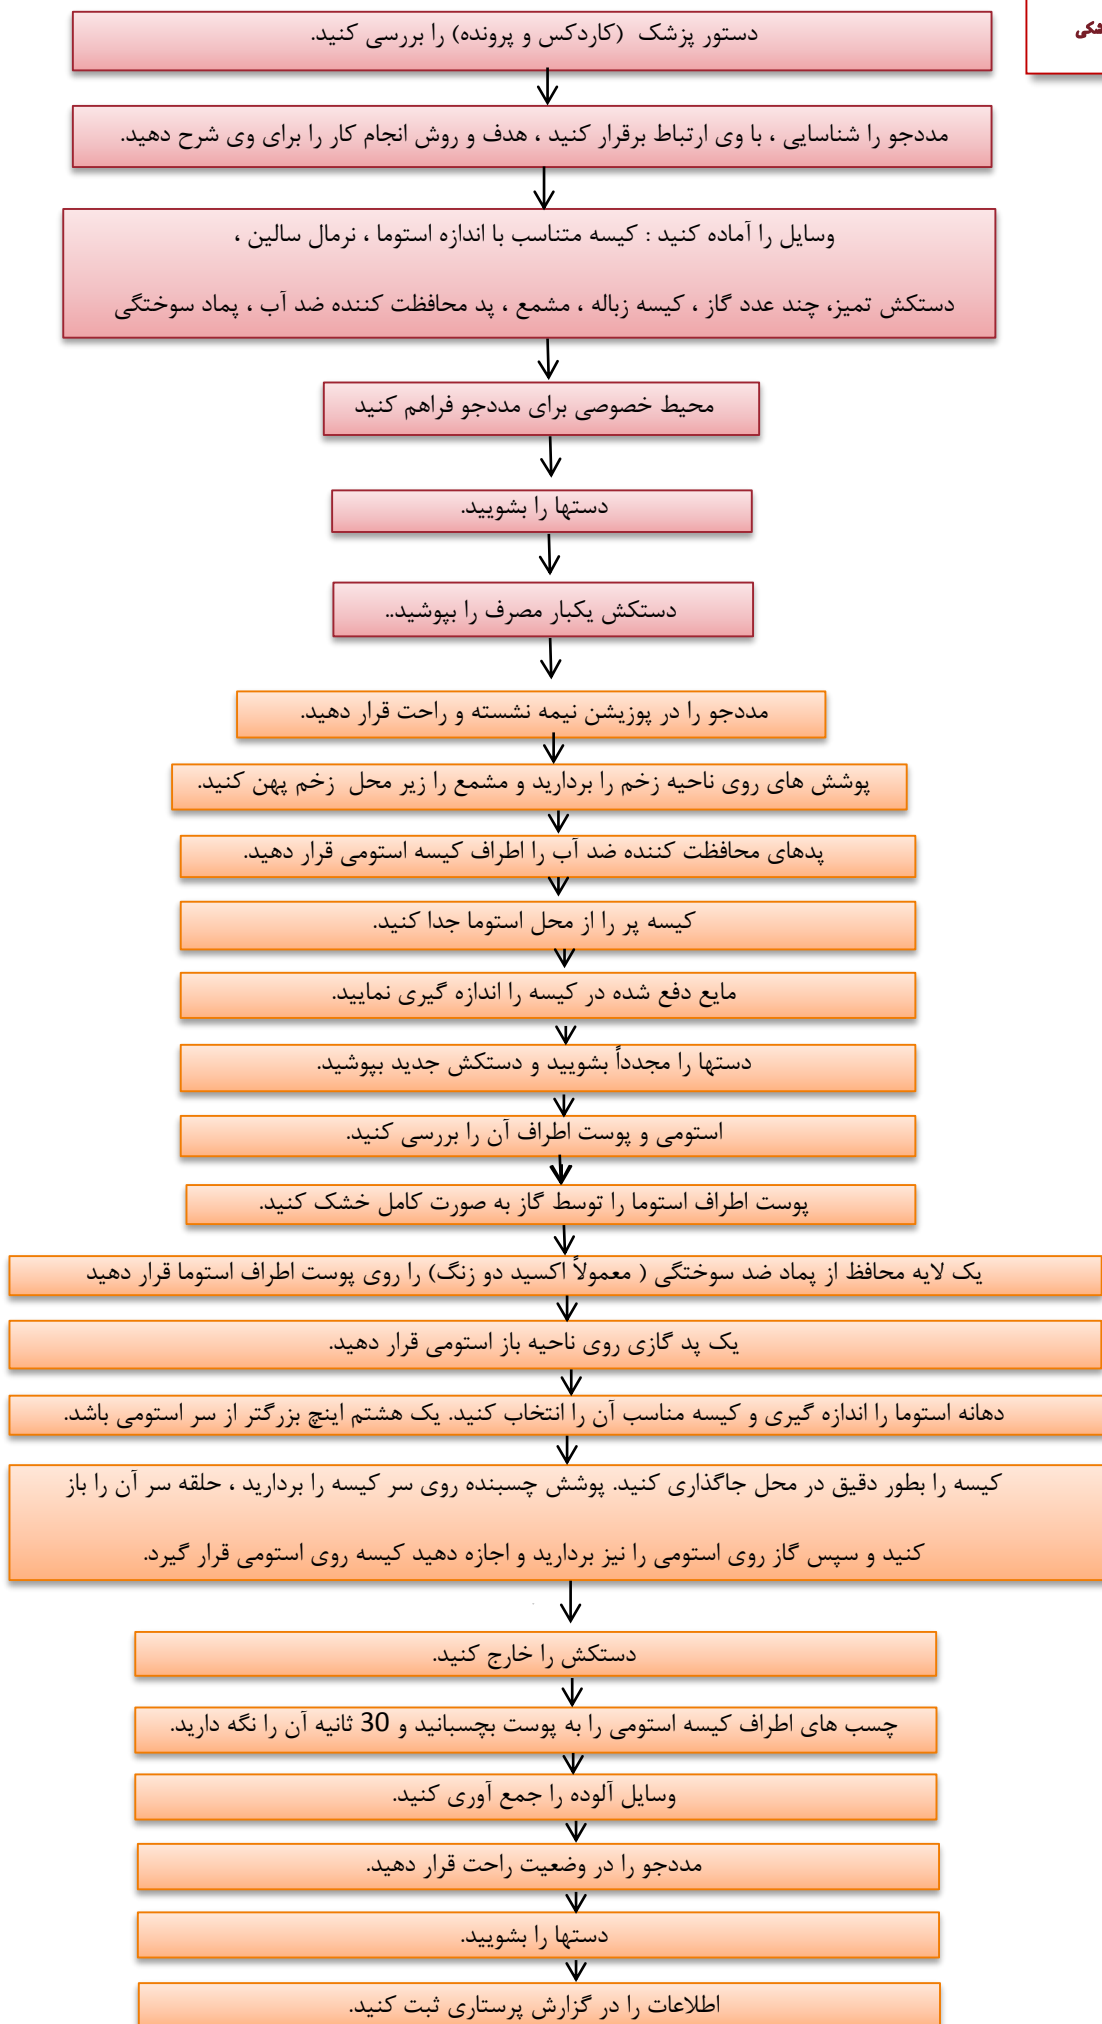 شکی
دستور پزشک (کاردکس و پرونده) را بررسی کنید.
مددجو را شناسایی ، با وی ارتباط برقرار کنید ، هدف و روش انجام کار را برای وی شرح دهید.
وسایل را آماده کنید : کیسه متناسب با اندازه استوما ، نرمال سالین ،
دستکش تمیز، چند عدد گاز ، کیسه زباله ، مشمع ، پد محافظت کننده ضد آب ، پماد سوختگی
محیط خصوصی برای مددجو فراهم کنید
دستها را بشویید.
دستکش یکبار مصرف را بپوشید..
مددجو را در پوزیشن نیمه نشسته و راحت قرار دهید.
پوشش های روی ناحیه زخم را بردارید و مشمع را زیر محل زخم پهن کنید.
پدهای محافظت کننده ضد آب را اطراف کیسه استومی قرار دهید.
کیسه پر را از محل استوما جدا کنید.
مایع دفع شده در کیسه را اندازه گیری نمایید.
دستها را مجدداً بشویید و دستکش جدید بپوشید.
استومی و پوست اطراف آن را بررسی کنید.
پوست اطراف استوما را توسط گاز به صورت کامل خشک کنید.
یک لایه محافظ از پماد ضد سوختگی ( معمولاً اکسید دو زنگ) را روی پوست اطراف استوما قرار دهید
یک پد گازی روی ناحیه باز استومی قرار دهید.
دهانه استوما را اندازه گیری و کیسه مناسب آن را انتخاب کنید. یک هشتم اینچ بزرگتر از سر استومی باشد.
کیسه را بطور دقیق در محل جاگذاری کنید. پوشش چسبنده روی سر کیسه را بردارید ، حلقه سر آن را باز
کنید و سپس گاز روی استومی را نیز بردارید و اجازه دهید کیسه روی استومی قرار گیرد.
دستکش را خارج کنید.
چسب های اطراف کیسه استومی را به پوست بچسبانید و 30 ثانیه آن را نگه دارید.
وسایل آلوده را جمع آوری کنید.
مددجو را در وضعیت راحت قرار دهید.
دستها را بشویید.
اطلاعات را در گزارش پرستاری ثبت کنید.